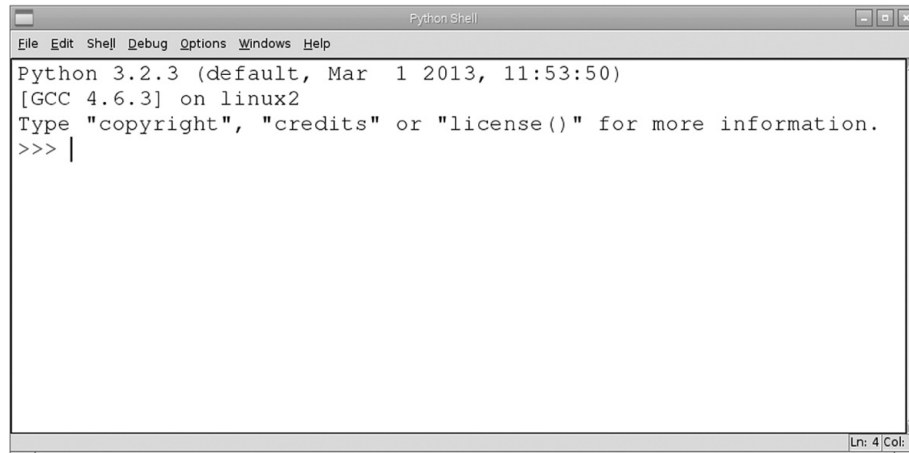 Python Shell
File Edit Shell Debug Options Windows Help
Python 3.2.3 (default, Mar  1 2013, 11:53:50)
[GCC 4.6.3] on linux2
Type "copyright", "credits" or "license()" for more information.
>>>
Ln: 4 Col: